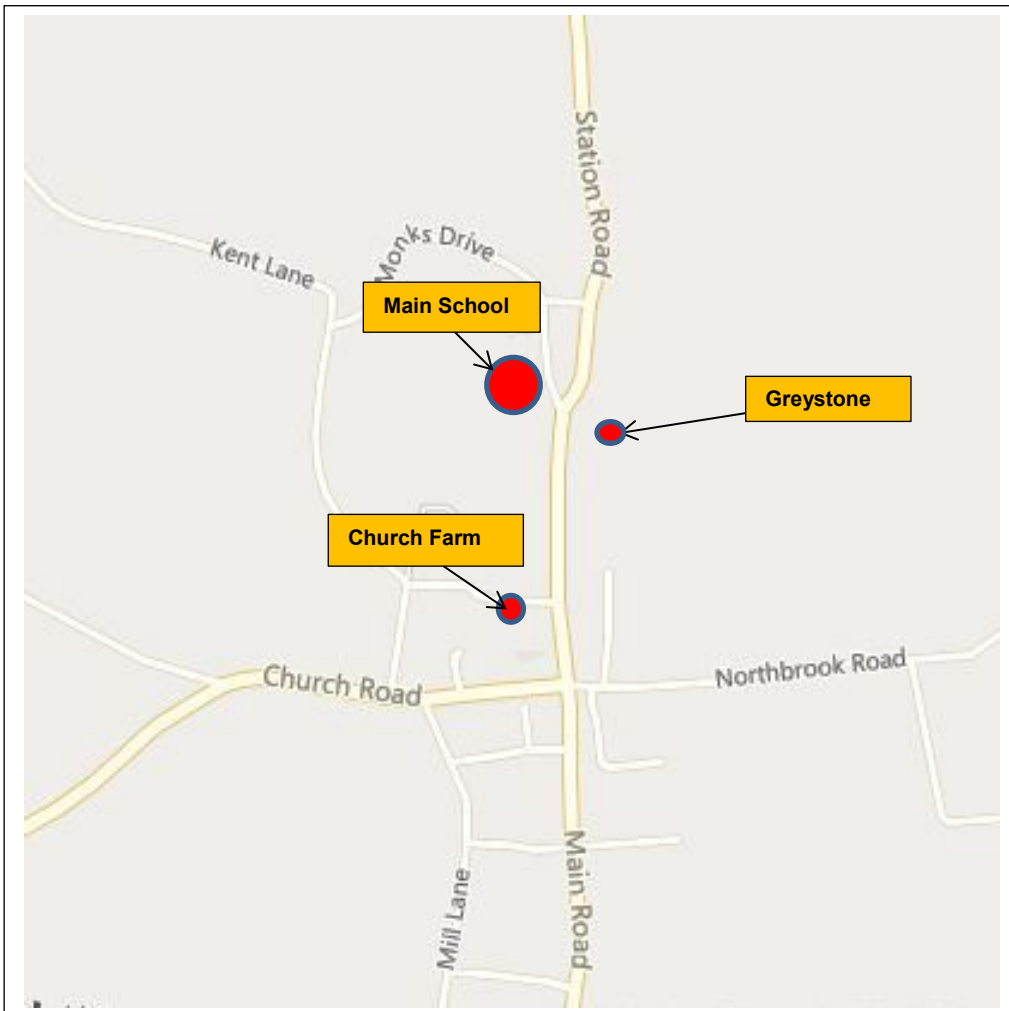 Station Road
Monks Drive
Kent Lane
Main School
Greystone
Church Farm
Northbrook Road
Church Road
Main Road
Mill Lane